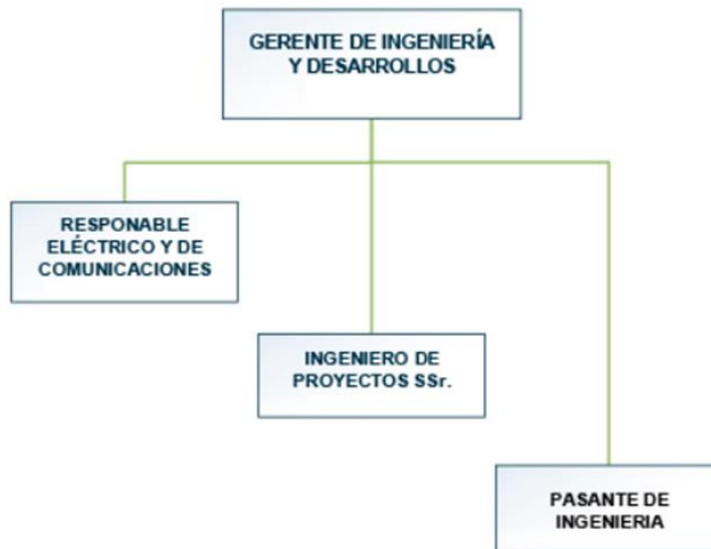 GERENTE DE INGENIERÍA
Y DESARROLLOS
RESPONABLE
ELÉCTRICO Y DE
COMUNICACIONES
INGENIERO DE
PROYECTOS SSr.
PASANTE DE
INGENIERIA